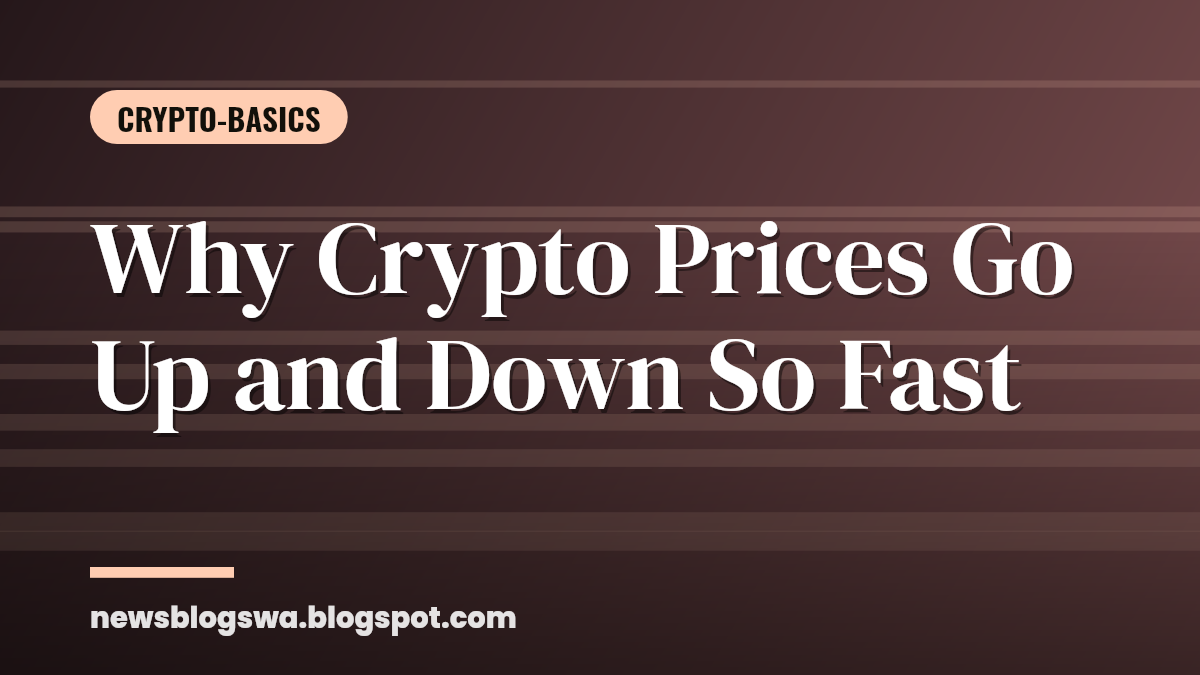 CRYPTO-BASICS
Why Crypto Prices Go
Up and Down So Fast
newsblogswa.blogspot.com